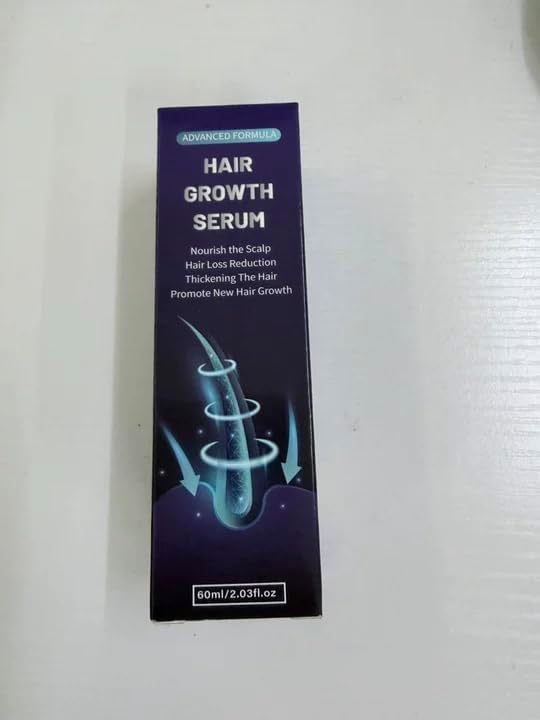 ADVANCED FORMULA
HAIR
GROWTH
SERUM
Nourish the Scalp
Hair Loss Reduction
Thickening The Hair
Promote New Hair Growth
60ml/2.03fl.oz